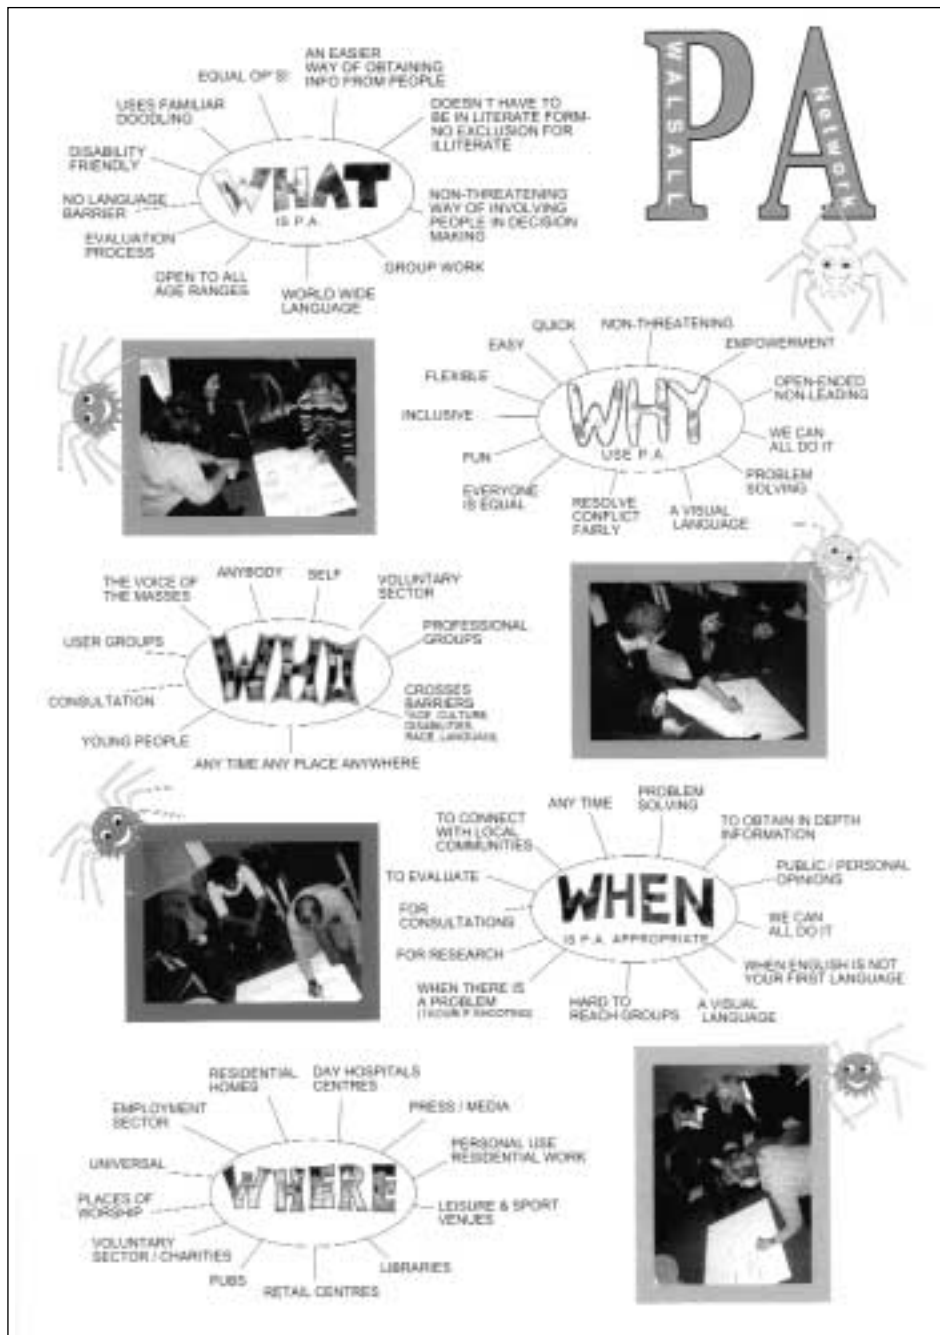 PA
WALSALL
Network
AN EASIER
WAY OF OBTAINING
INFO FROM PEOPLE
EQUAL OP'S!
USES FAMILIAR
DOODLING
DOESN'T HAVE TO
BE IN LITERATE FORM-
NO EXCLUSION FOR
ILLITERATE
DISABILITY
FRIENDLY
WHAT
IS P.A.
NO LANGUAGE
BARRIER
NON-THREATENING
WAY OF INVOLVING
PEOPLE IN DECISION
MAKING
EVALUATION
PROCESS
GROUP WORK
OPEN TO ALL
AGE RANGES
WORLD WIDE
LANGUAGE
QUICK
NON-THREATENING
EASY
EMPOWERMENT
FLEXIBLE
OPEN-ENDED
NON-LEADING
INCLUSIVE
WHY
USE P.A.
WE CAN
ALL DO IT
FUN
PROBLEM
SOLVING
EVERYONE
IS EQUAL
RESOLVE
CONFLICT
FAIRLY
A VISUAL
LANGUAGE
THE VOICE OF
THE MASSES
ANYBODY
SELF
VOLUNTARY
SECTOR
USER GROUPS
PROFESSIONAL
GROUPS
WHO
CONSULTATION
CROSSES
BARRIERS
*AGE, CULTURE
DISABILITIES
RACE, LANGUAGE
YOUNG PEOPLE
ANY TIME ANY PLACE ANYWHERE
ANY TIME
PROBLEM
SOLVING
TO CONNECT
WITH LOCAL
COMMUNITIES
TO OBTAIN IN DEPTH
INFORMATION
TO EVALUATE
PUBLIC / PERSONAL
OPINIONS
WHEN
IS P.A. APPROPRIATE
FOR
CONSULTATIONS
WE CAN
ALL DO IT
FOR RESEARCH
WHEN ENGLISH IS NOT
YOUR FIRST LANGUAGE
WHEN THERE IS
A PROBLEM
(TROUBLE SHOOTING)
HARD TO
REACH GROUPS
A VISUAL
LANGUAGE
RESIDENTIAL
HOMES
DAY HOSPITALS
CENTRES
EMPLOYMENT
SECTOR
PRESS / MEDIA
UNIVERSAL
PERSONAL USE
RESIDENTIAL WORK
WHERE
PLACES OF
WORSHIP
LEISURE & SPORT
VENUES
VOLUNTARY
SECTOR / CHARITIES
LIBRARIES
PUBS
RETAIL CENTRES